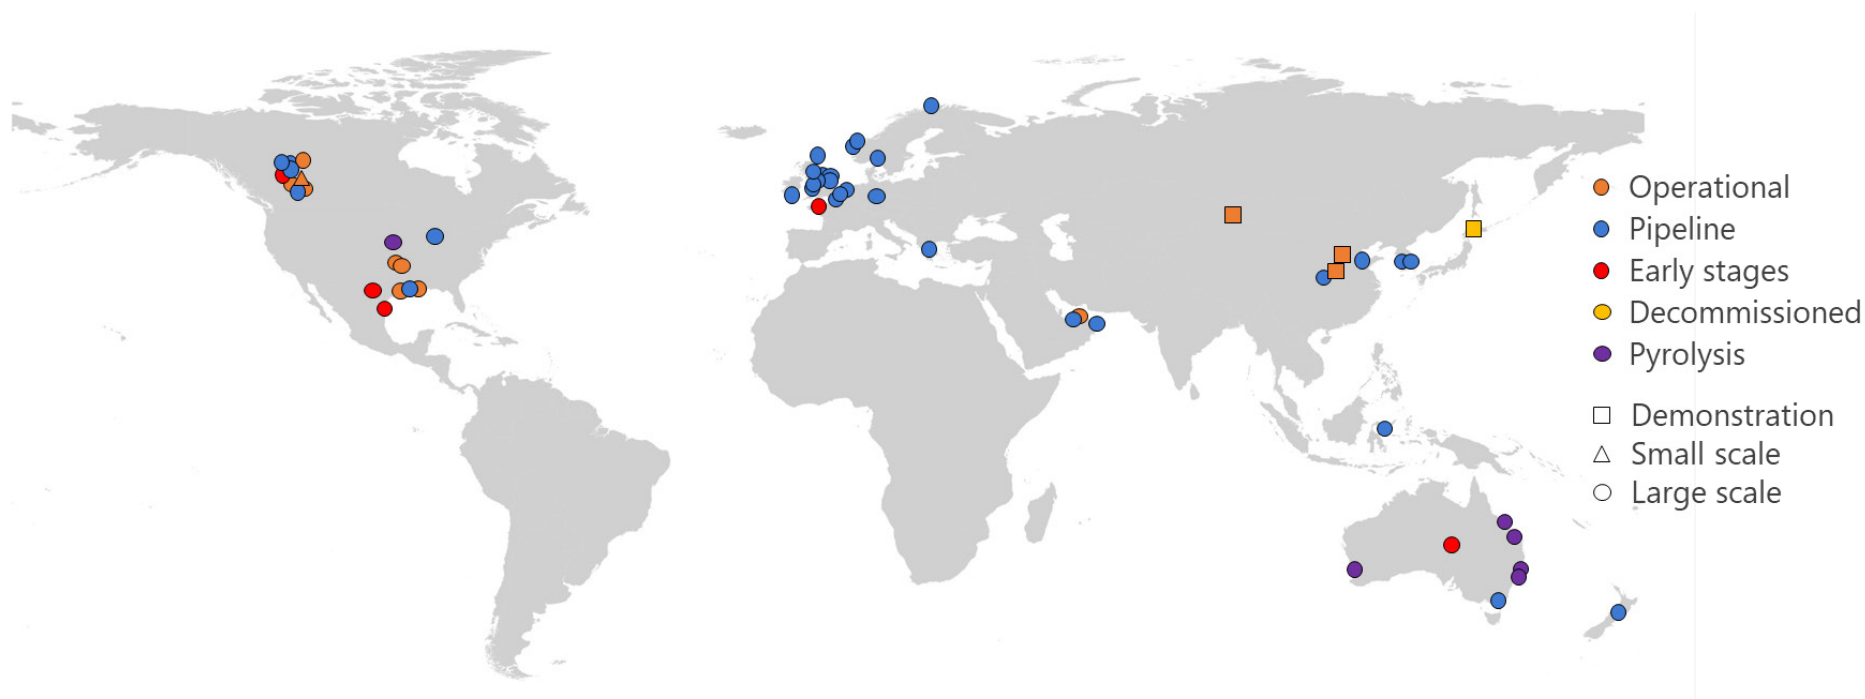 Operational
Pipeline
Early stages
Decommissioned
Pyrolysis
Demonstration
Small scale
Large scale